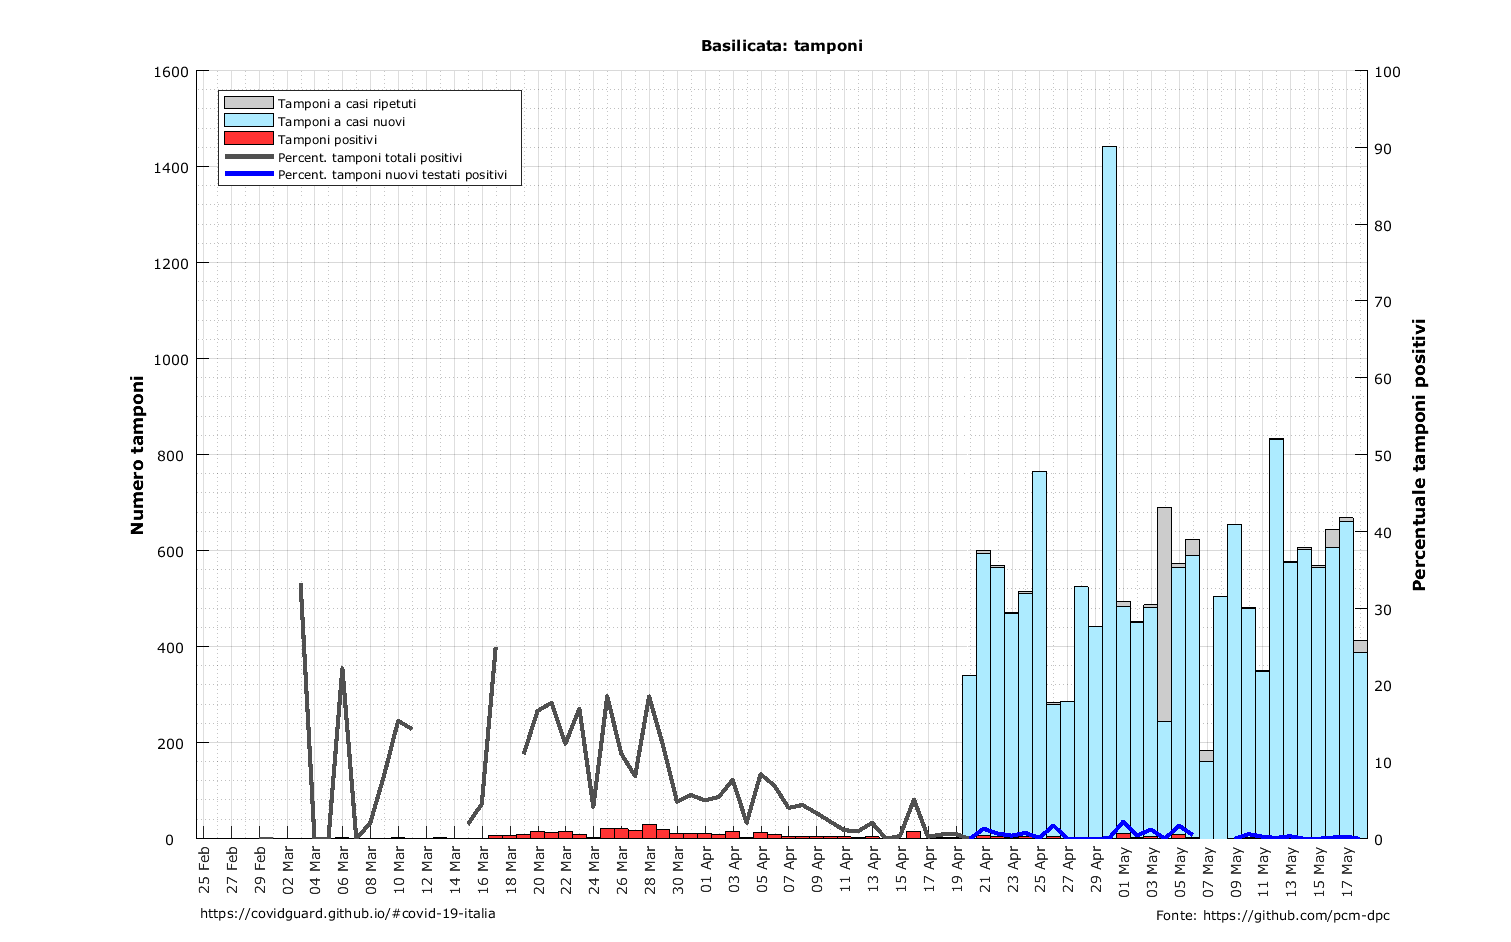 Basilicata: tamponi
Tamponi a casi ripetuti
Tamponi a casi nuovi
Tamponi positivi
Percent. tamponi totali positivi
Percent. tamponi nuovi testati positivi
Numero tamponi
1600
1400
1200
1000
800
600
400
200
0
100
90
80
70
60
50
40
30
20
10
0
Percentuale tamponi positivi
25 Feb
27 Feb
29 Feb
02 Mar
04 Mar
06 Mar
08 Mar
10 Mar
12 Mar
14 Mar
16 Mar
18 Mar
20 Mar
22 Mar
24 Mar
26 Mar
28 Mar
30 Mar
01 Apr
03 Apr
05 Apr
07 Apr
09 Apr
11 Apr
13 Apr
15 Apr
17 Apr
19 Apr
21 Apr
23 Apr
25 Apr
27 Apr
29 Apr
01 May
03 May
05 May
07 May
09 May
11 May
13 May
15 May
17 May
https://covidguard.github.io/#covid-19-italia
Fonte: https://github.com/pcm-dpc